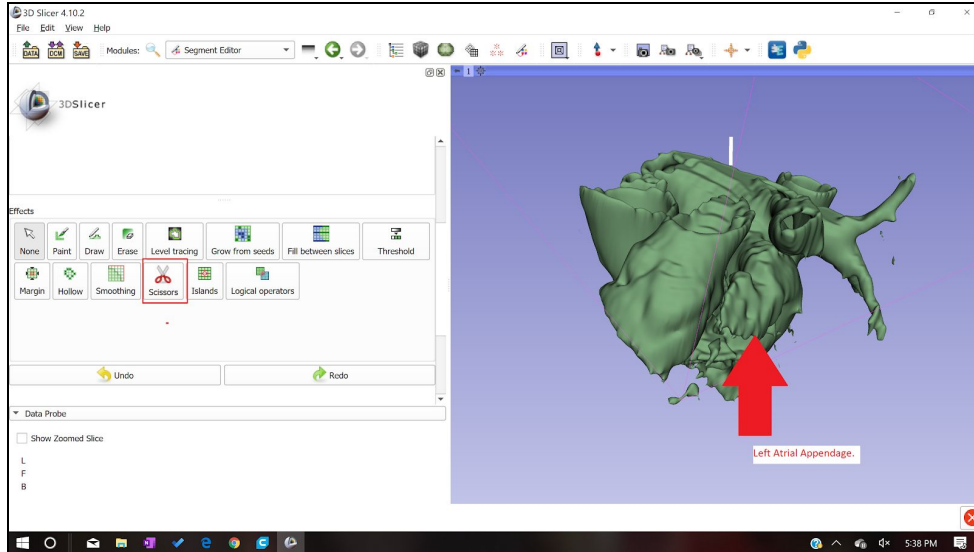 3D Slicer 4.10.2
File Edit View Help
DATA DCM SAVE Modules: Segment Editor
1
3DSlicer
Effects
None Paint Draw Erase Level tracing Grow from seeds Fill between slices Threshold
Margin Hollow Smoothing Scissors Islands Logical operators
Undo Redo
Data Probe
Show Zoomed Slice
L
F
B
Left Atrial Appendage.
5:38 PM